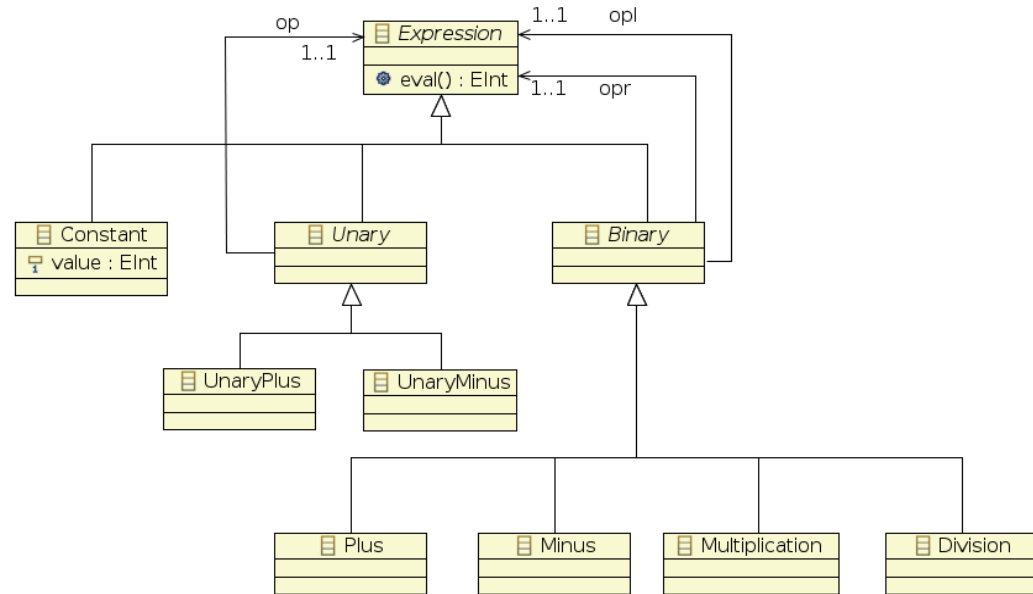 op
1..1
Expression
eval() : EInt
1..1 opl
1..1 opr
Constant
value : EInt
Unary
Binary
UnaryPlus
UnaryMinus
Plus
Minus
Multiplication
Division